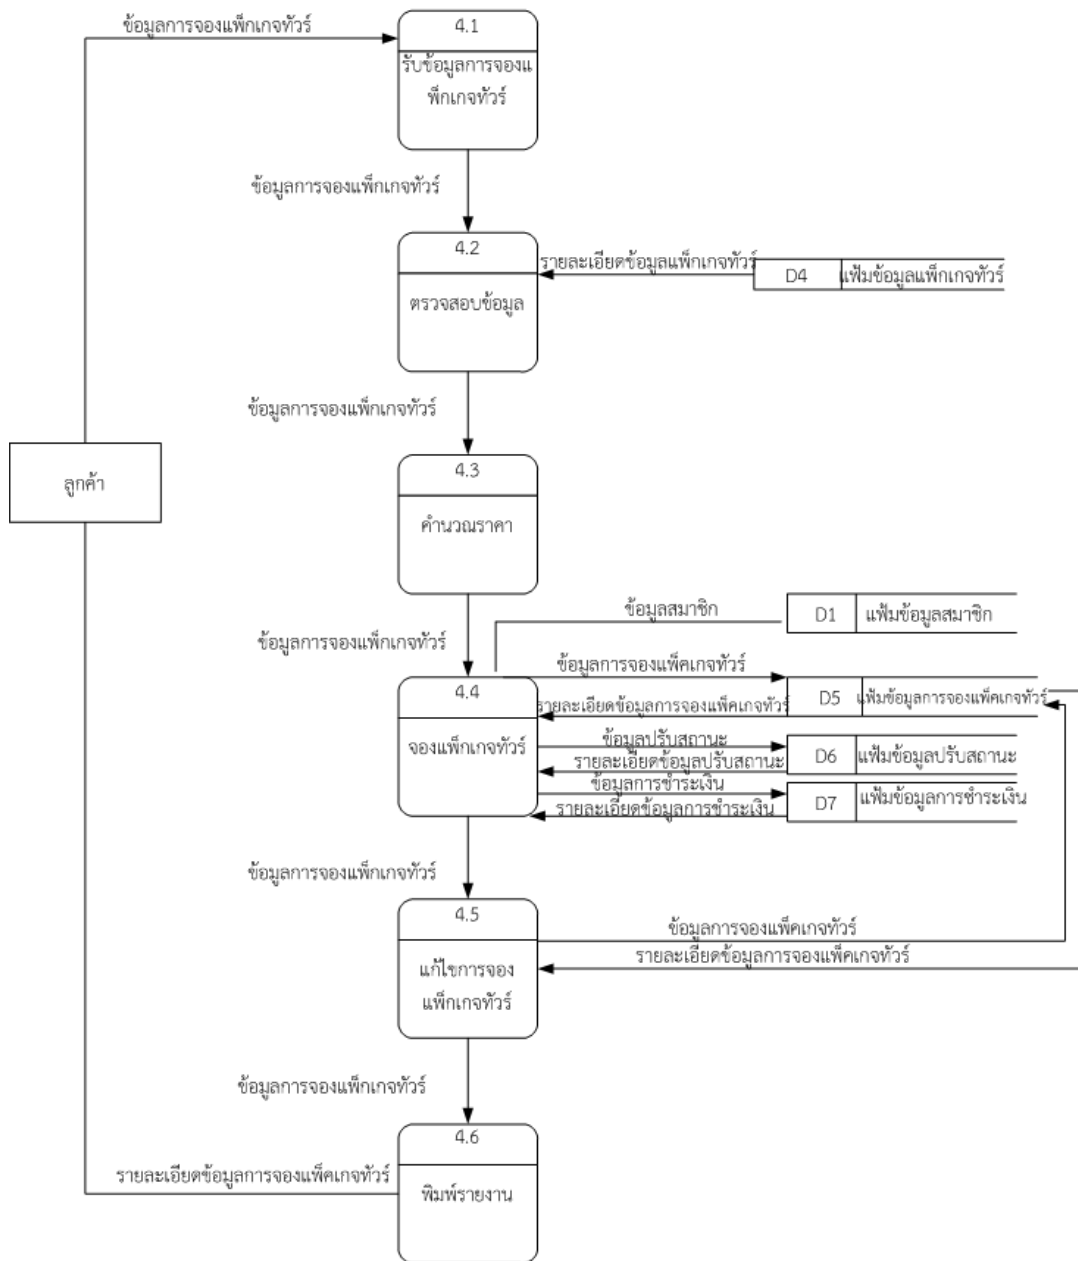 ข้อมูลการจองแพ็กเกจทัวร์
4.1
รับข้อมูลการจองแ
พ็กเกจทัวร์
ข้อมูลการจองแพ็กเกจทัวร์
4.2
ตรวจสอบข้อมูล
รายละเอียดข้อมูลแพ็กเกจทัวร์
D4
แฟ้มข้อมูลแพ็กเกจทัวร์
ข้อมูลการจองแพ็กเกจทัวร์
ลูกค้า
4.3
คำนวณราคา
ข้อมูลการจองแพ็กเกจทัวร์
ข้อมูลสมาชิก
D1
แฟ้มข้อมูลสมาชิก
4.4
จองแพ็กเกจทัวร์
ข้อมูลการจองแพ็คเกจทัวร์
รายละเอียดข้อมูลการจองแพ็คเกจทัวร์
D5
แฟ้มข้อมูลการจองแพ็คเกจทัวร์
ข้อมูลปรับสถานะ
รายละเอียดข้อมูลปรับสถานะ
D6
แฟ้มข้อมูลปรับสถานะ
ข้อมูลการชำระเงิน
รายละเอียดข้อมูลการชำระเงิน
D7
แฟ้มข้อมูลการชำระเงิน
ข้อมูลการจองแพ็กเกจทัวร์
4.5
แก้ไขการจอง
แพ็กเกจทัวร์
ข้อมูลการจองแพ็คเกจทัวร์
รายละเอียดข้อมูลการจองแพ็คเกจทัวร์
ข้อมูลการจองแพ็กเกจทัวร์
4.6
พิมพ์รายงาน
รายละเอียดข้อมูลการจองแพ็คเกจทัวร์